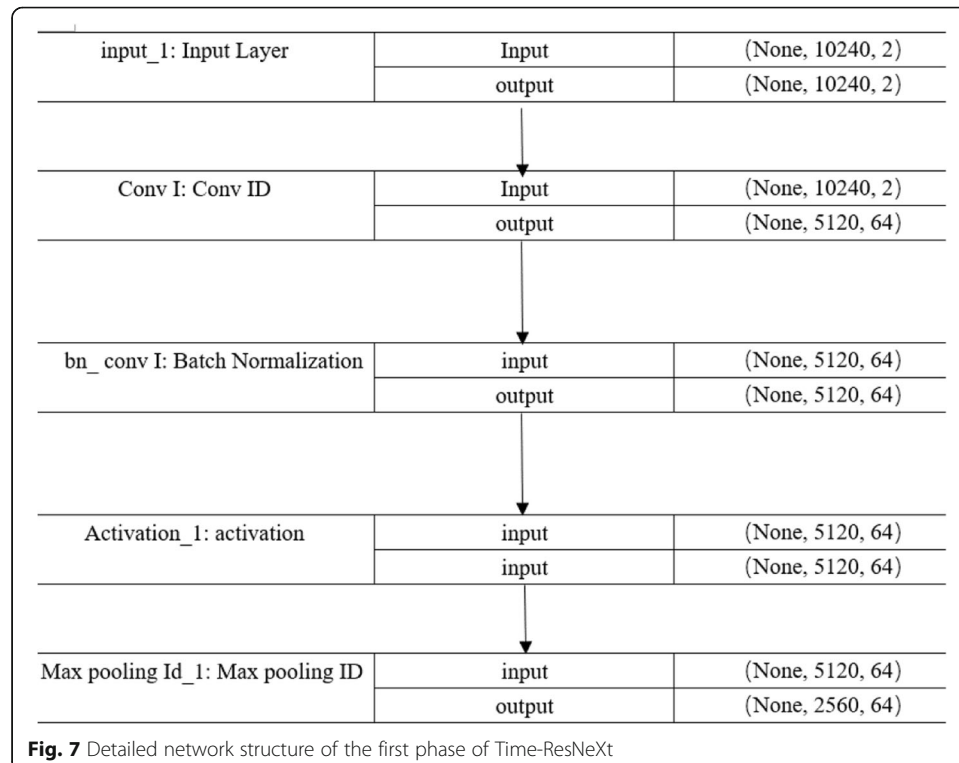 input_1: Input Layer Input (None, 10240, 2)
output (None, 10240, 2)
Conv I: Conv ID Input (None, 10240, 2)
output (None, 5120, 64)
bn_ conv I: Batch Normalization input (None, 5120, 64)
output (None, 5120, 64)
Activation_1: activation input (None, 5120, 64)
input (None, 5120, 64)
Max pooling Id_1: Max pooling ID input (None, 5120, 64)
output (None, 2560, 64)
Fig. 7 Detailed network structure of the first phase of Time-ResNeXt